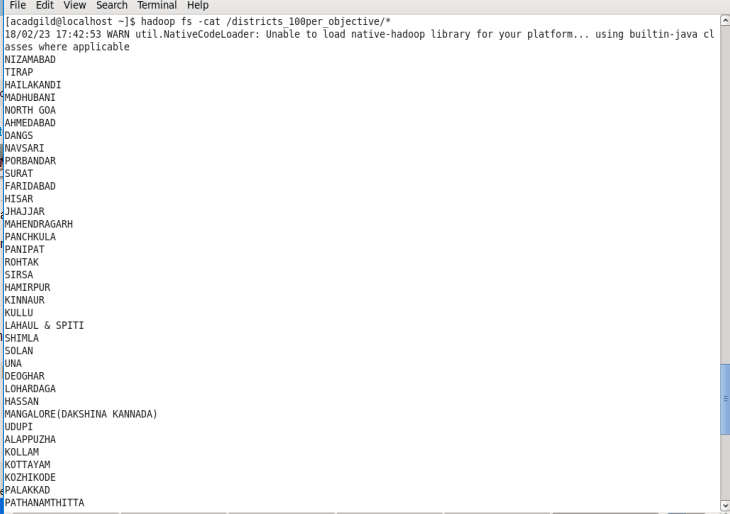 File Edit View Search Terminal Help
[acadgild@localhost ~]$ hadoop fs -cat /districts_100per_objective/*
18/02/23 17:42:53 WARN util.NativeCodeLoader: Unable to load native-hadoop library for your platform... using builtin-java cl
asses where applicable
NIZAMABAD
TIRAP
HAILAKANDI
MADHUBANI
NORTH GOA
AHMEDABAD
DANGS
NAVSARI
PORBANDAR
SURAT
FARIDABAD
HISAR
JHAJJAR
MAHENDRAGARH
PANCHKULA
PANIPAT
ROHTAK
SIRSA
HAMIRPUR
KINNAUR
KULLU
LAHAUL & SPITI
SHIMLA
SOLAN
UNA
DEOGHAR
LOHARDAGA
HASSAN
MANGALORE(DAKSHINA KANNADA)
UDUPI
ALAPPUZHA
KOLLAM
KOTTAYAM
KOZHIKODE
PALAKKAD
PATHANAMTHITTA